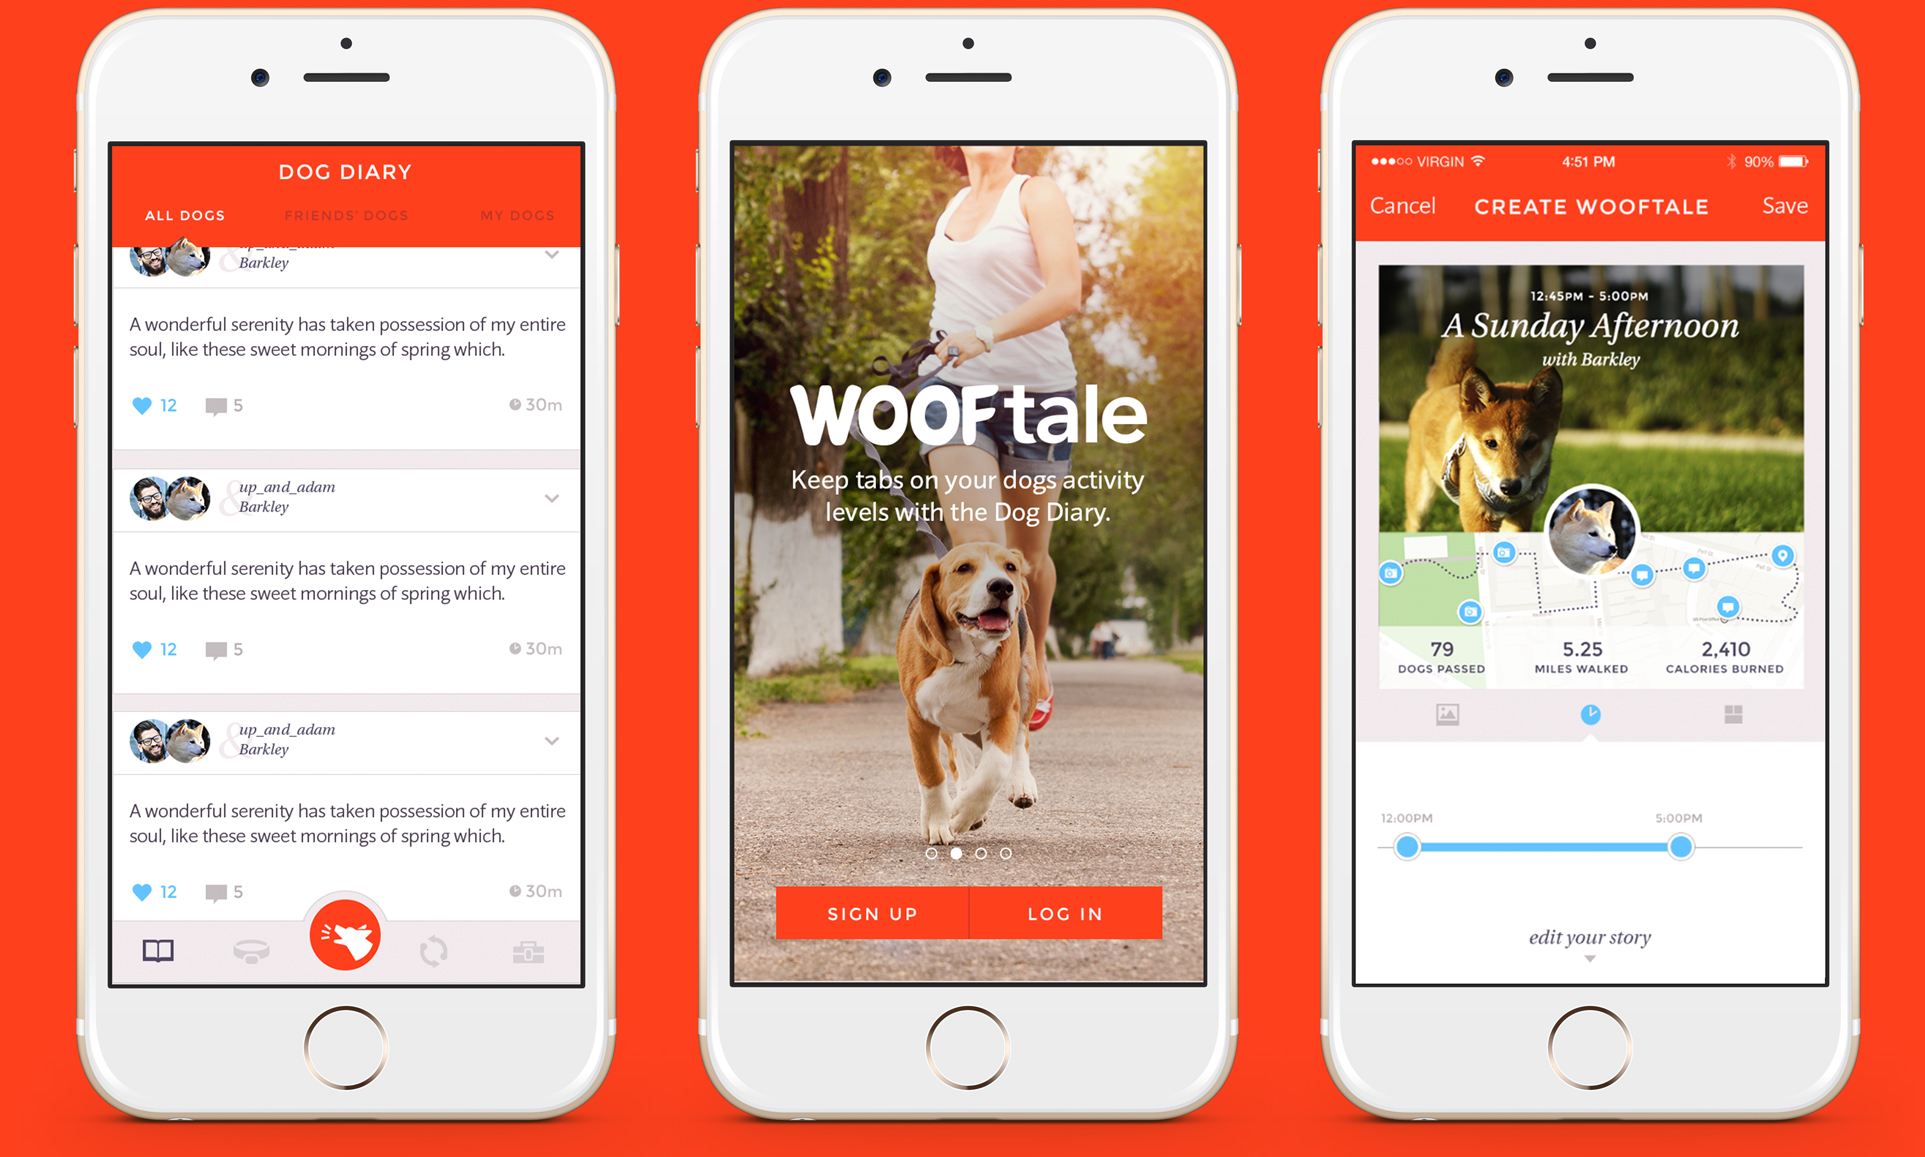 DOG DIARY
ALL DOGS
FRIENDS' DOGS
MY DOGS
Barkley
A wonderful serenity has taken possession of my entire
soul, like these sweet mornings of spring which.
12
5
30m
&
up_and_adam
Barkley
A wonderful serenity has taken possession of my entire
soul, like these sweet mornings of spring which.
12
5
30m
&
up_and_adam
Barkley
A wonderful serenity has taken possession of my entire
soul, like these sweet mornings of spring which.
12
5
30m
WOOFtale
Keep tabs on your dogs activity
levels with the Dog Diary.
SIGN UP
LOG IN
VIRGIN
4:51 PM
90%
Cancel
CREATE WOOFTALE
Save
12:45PM - 5:00PM
A Sunday Afternoon
with Barkley
79
DOGS PASSED
5.25
MILES WALKED
2,410
CALORIES BURNED
12:00PM
5:00PM
edit your story